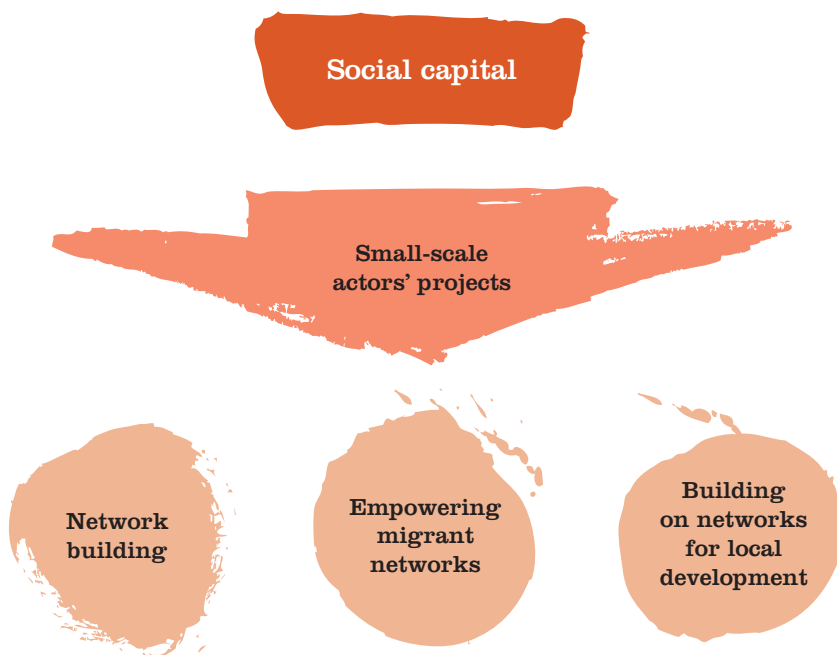 Social capital
Small-scale
actors’ projects
Network
building
Empowering
migrant
networks
Building
on networks
for local
development